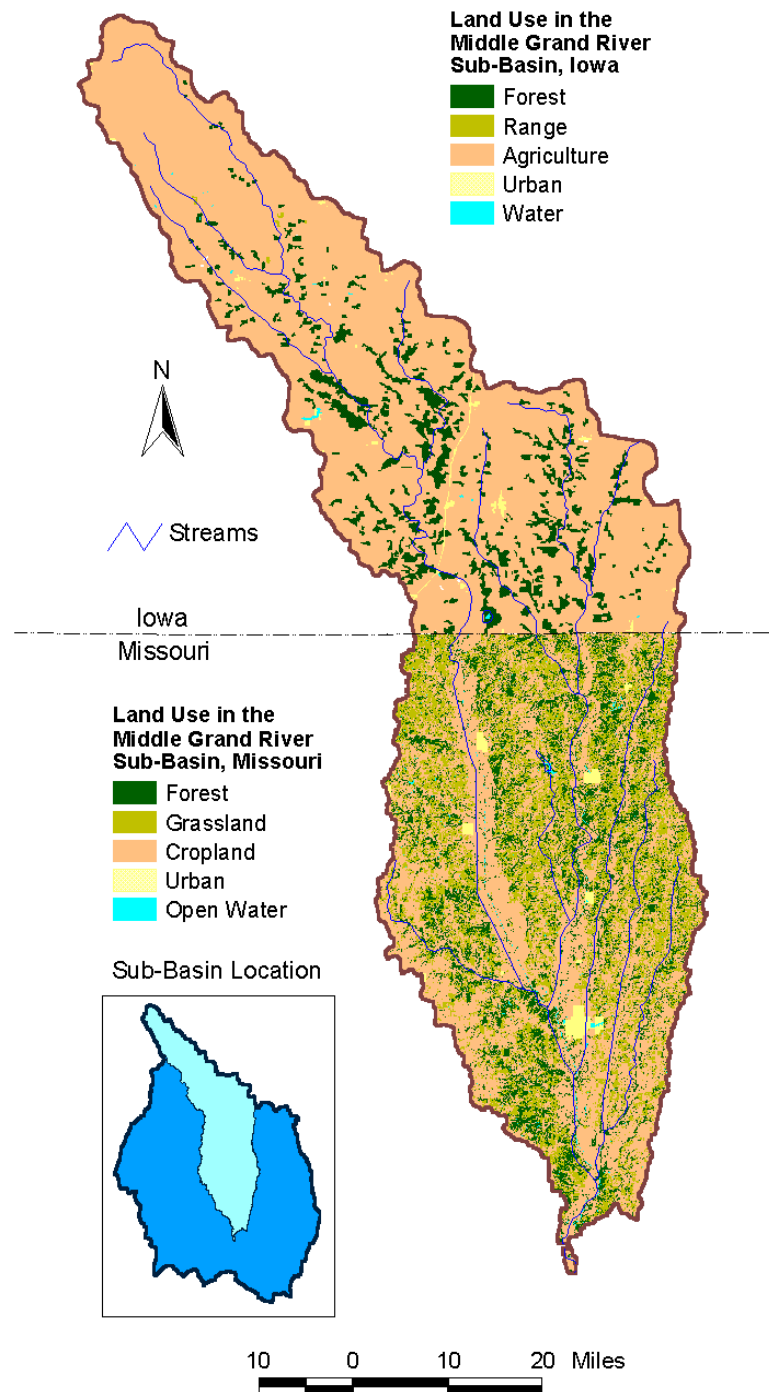 Land Use in the
Middle Grand River
Sub-Basin, Iowa
Forest
Range
Agriculture
Urban
Water
N
Streams
Iowa
Missouri
Land Use in the
Middle Grand River
Sub-Basin, Missouri
Forest
Grassland
Cropland
Urban
Open Water
Sub-Basin Location
10 0 10 20 Miles